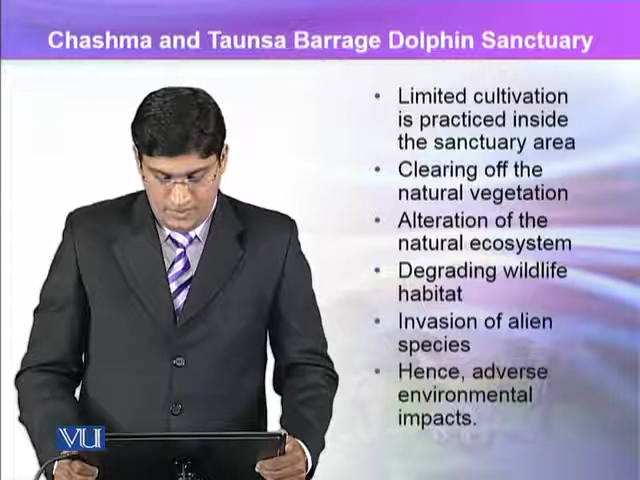 Chashma and Taunsa Barrage Dolphin Sanctuary
• Limited cultivation
is practiced inside
the sanctuary area
• Clearing off the
natural vegetation
• Alteration of the
natural ecosystem
• Degrading wildlife
habitat
• Invasion of alien
species
• Hence, adverse
environmental
impacts.
VU